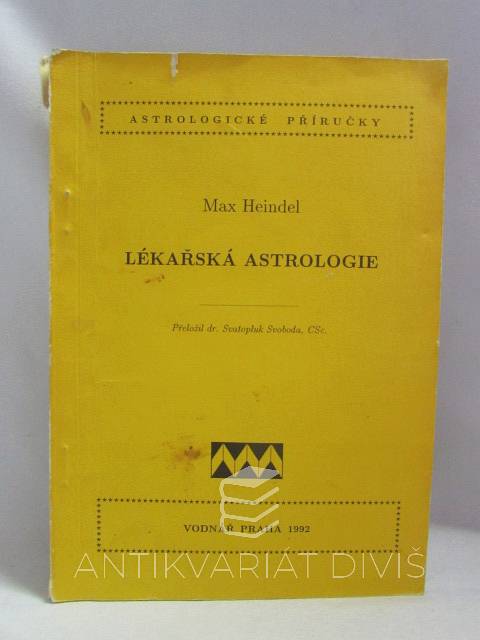 ASTROLOGICKÉ PŘÍRUČKY
Max Heindel
LÉKAŘSKÁ ASTROLOGIE
Přeložil dr. Svatopluk Svoboda, CSc.
VODNÁŘ PRAHA 1992
ANTIKVARIÁT DIVIŠ